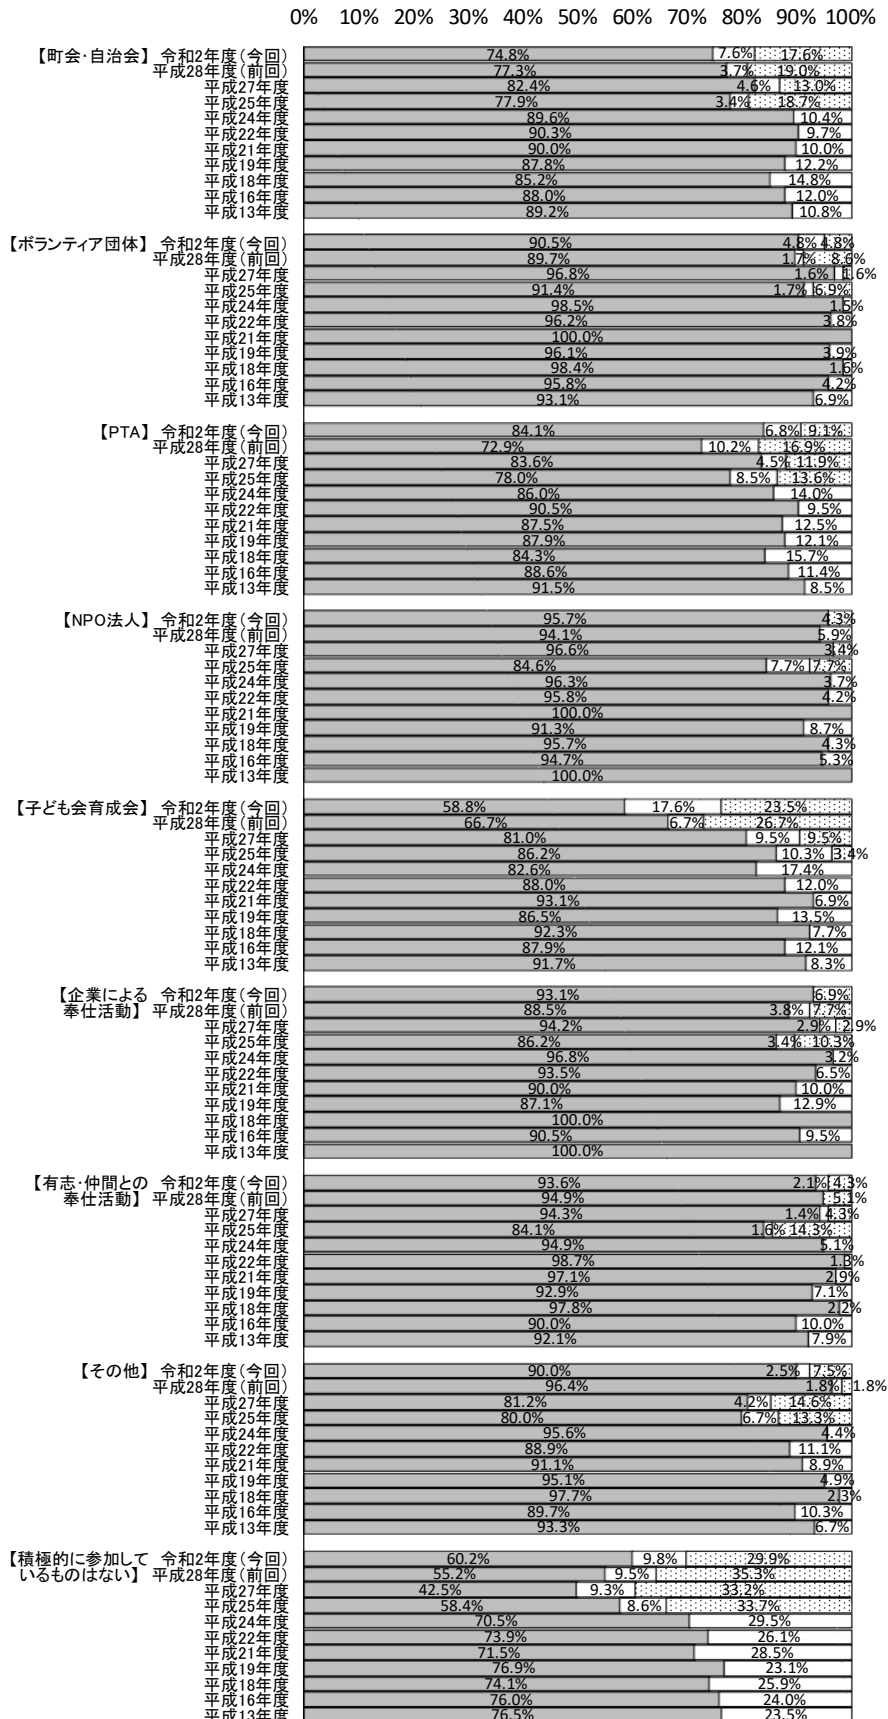 0% 10% 20% 30% 40% 50% 60% 70% 80% 90% 100%
【町会・自治会】 令和2年度(今回) 74.8% 7.6% 17.6%
平成28年度(前回) 77.3% 3.7% 19.0%
平成27年度 82.4% 4.6% 13.0%
平成25年度 77.9% 3.4% 18.7%
平成24年度 89.6% 10.4%
平成22年度 90.3% 9.7%
平成21年度 90.0% 10.0%
平成19年度 87.8% 12.2%
平成18年度 85.2% 14.8%
平成16年度 88.0% 12.0%
平成13年度 89.2% 10.8%
【ボランティア団体】 令和2年度(今回) 90.5% 4.8% 4.8%
平成28年度(前回) 89.7% 1.7% 8.6%
平成27年度 96.8% 1.6% 1.6%
平成25年度 91.4% 1.7% 6.9%
平成24年度 98.5% 1.5%
平成22年度 96.2% 3.8%
平成21年度 100.0%
平成19年度 96.1% 3.9%
平成18年度 98.4% 1.6%
平成16年度 95.8% 4.2%
平成13年度 93.1% 6.9%
【PTA】 令和2年度(今回) 84.1% 6.8% 9.1%
平成28年度(前回) 72.9% 10.2% 16.9%
平成27年度 83.6% 4.5% 11.9%
平成25年度 78.0% 8.5% 13.6%
平成24年度 86.0% 14.0%
平成22年度 90.5% 9.5%
平成21年度 87.5% 12.5%
平成19年度 87.9% 12.1%
平成18年度 84.3% 15.7%
平成16年度 88.6% 11.4%
平成13年度 91.5% 8.5%
【NPO法人】 令和2年度(今回) 95.7% 4.3%
平成28年度(前回) 94.1% 5.9%
平成27年度 96.6% 3.4%
平成25年度 84.6% 7.7% 7.7%
平成24年度 96.3% 3.7%
平成22年度 95.8% 4.2%
平成21年度 100.0%
平成19年度 91.3% 8.7%
平成18年度 95.7% 4.3%
平成16年度 94.7% 5.3%
平成13年度 100.0%
【子ども会育成会】 令和2年度(今回) 58.8% 17.6% 23.5%
平成28年度(前回) 66.7% 6.7% 26.7%
平成27年度 81.0% 9.5% 9.5%
平成25年度 86.2% 10.3% 3.4%
平成24年度 82.6% 17.4%
平成22年度 88.0% 12.0%
平成21年度 93.1% 6.9%
平成19年度 86.5% 13.5%
平成18年度 92.3% 7.7%
平成16年度 87.9% 12.1%
平成13年度 91.7% 8.3%
【企業による 令和2年度(今回) 93.1% 6.9%
奉仕活動】 平成28年度(前回) 88.5% 3.8% 7.7%
平成27年度 94.2% 2.9% 2.9%
平成25年度 86.2% 3.4% 10.3%
平成24年度 96.8% 3.2%
平成22年度 93.5% 6.5%
平成21年度 90.0% 10.0%
平成19年度 87.1% 12.9%
平成18年度 100.0%
平成16年度 90.5% 9.5%
平成13年度 100.0%
【有志・仲間との 令和2年度(今回) 93.6% 2.1% 4.3%
奉仕活動】 平成28年度(前回) 94.9% 5.1%
平成27年度 94.3% 1.4% 4.3%
平成25年度 84.1% 1.6% 14.3%
平成24年度 94.9% 5.1%
平成22年度 98.7% 1.3%
平成21年度 97.1% 2.9%
平成19年度 92.9% 7.1%
平成18年度 97.8% 2.2%
平成16年度 90.0% 10.0%
平成13年度 92.1% 7.9%
【その他】 令和2年度(今回) 90.0% 2.5% 7.5%
平成28年度(前回) 96.4% 1.8% 1.8%
平成27年度 81.2% 4.2% 14.6%
平成25年度 80.0% 6.7% 13.3%
平成24年度 95.6% 4.4%
平成22年度 88.9% 11.1%
平成21年度 91.1% 8.9%
平成19年度 95.1% 4.9%
平成18年度 97.7% 2.3%
平成16年度 89.7% 10.3%
平成13年度 93.3% 6.7%
【積極的に参加して 令和2年度(今回) 60.2% 9.8% 29.9%
いるものはない】 平成28年度(前回) 55.2% 9.5% 35.3%
平成27年度 42.5% 9.3% 33.2%
平成25年度 58.4% 8.6% 33.7%
平成24年度 70.5% 29.5%
平成22年度 73.9% 26.1%
平成21年度 71.5% 28.5%
平成19年度 76.9% 23.1%
平成18年度 74.1% 25.9%
平成16年度 76.0% 24.0%
平成13年度 76.5% 23.5%